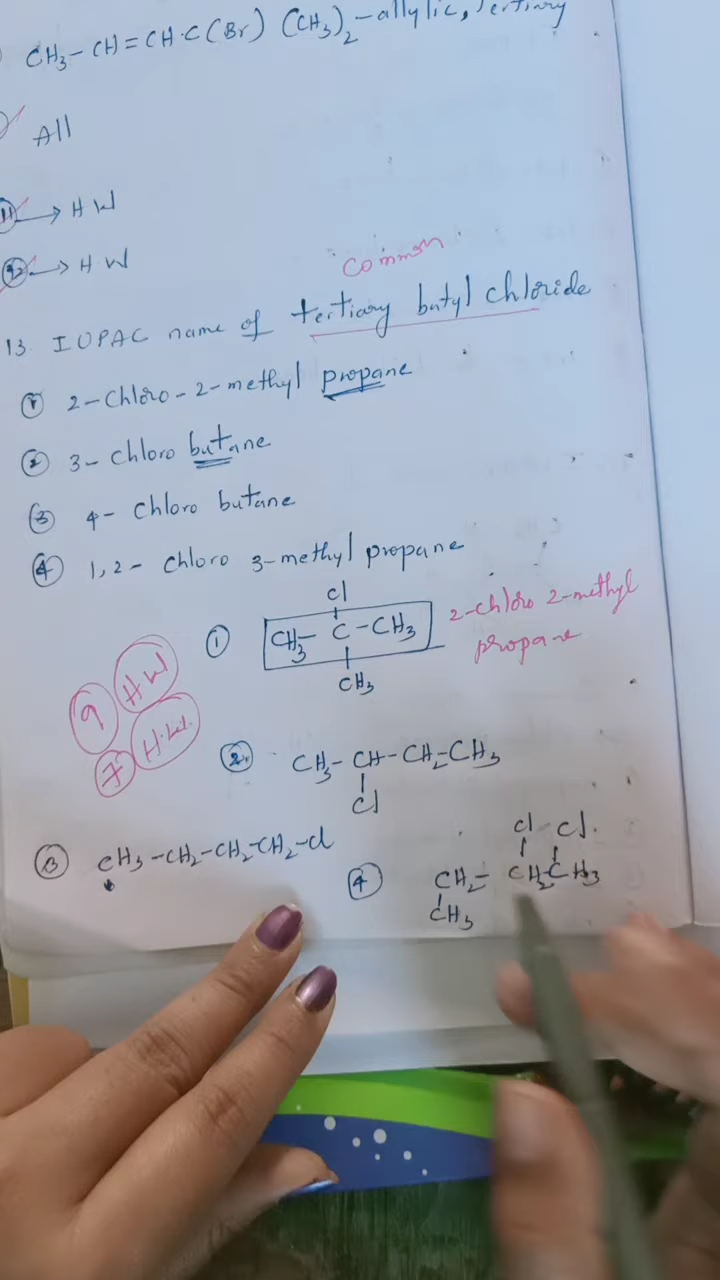 CH3-CH=CH·C(Br) (CH3)2-allylic, Tertiary
All
11 → HW
12 → HW
common
13. IUPAC name of tertiary butyl chloride
1 2-chloro-2-methyl propane
2 3-chloro butane
3 4-chloro butane
4 1,2-chloro 3-methyl propane
Cl
1 CH3-C-CH3 2-chloro 2-methyl
propane
CH3
9 HW
7
2 CH3-CH-CH2-CH3
Cl
3 CH3-CH2-CH2-CH2-Cl
Cl Cl
4 CH2-CH2-CH3
CH3